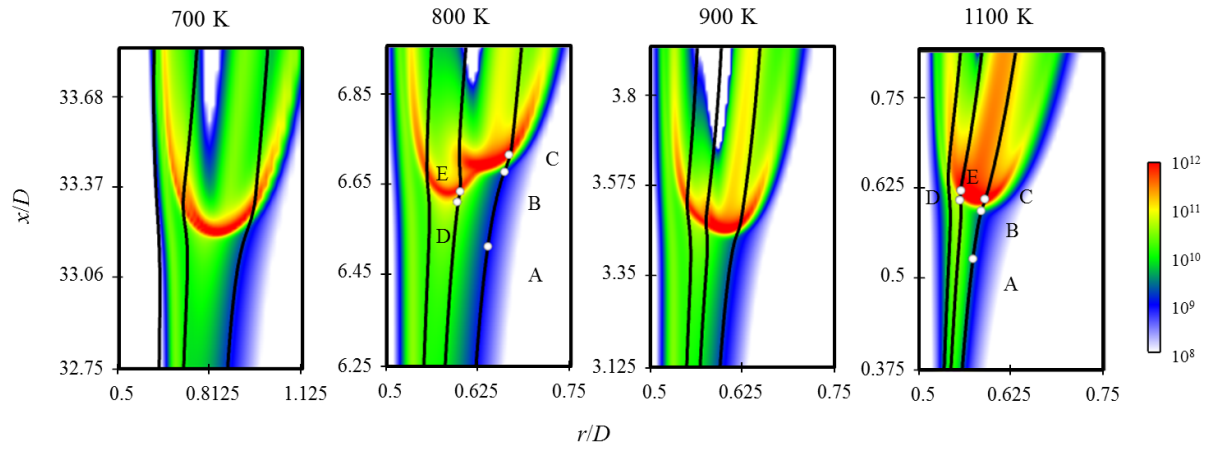 700 K
800 K
900 K
1100 K
x/D
33.68
33.37
33.06
32.75
0.5
0.8125
1.125
6.85
6.65
6.45
6.25
0.5
0.625
0.75
E
D
C
B
A
3.8
3.575
3.35
3.125
0.5
0.625
0.75
0.75
0.625
0.5
0.375
0.5
0.625
0.75
D
E
C
B
A
10¹²
10¹¹
10¹⁰
10⁹
10⁸
r/D